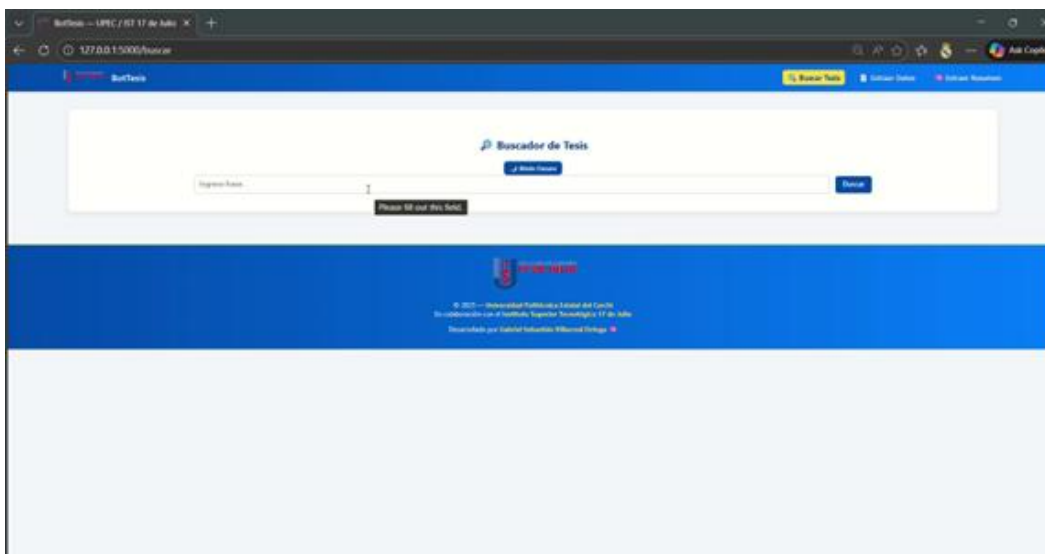 BotTesis — UPEC / IST 17 de Julio
127.0.0.1:5000/buscar
Ask Copilo
BotTesis
Buscar Tesis
Extraer Datos
Extraer Resumen
Buscador de Tesis
Modo Oscuro
Ingrese frase...
Buscar
Please fill out this field.
© 2025 — Universidad Politécnica Estatal del Carchi
En colaboración con el Instituto Superior Tecnológico 17 de Julio
Desarrollado por Gabriel Sebastián Villarreal Ortega